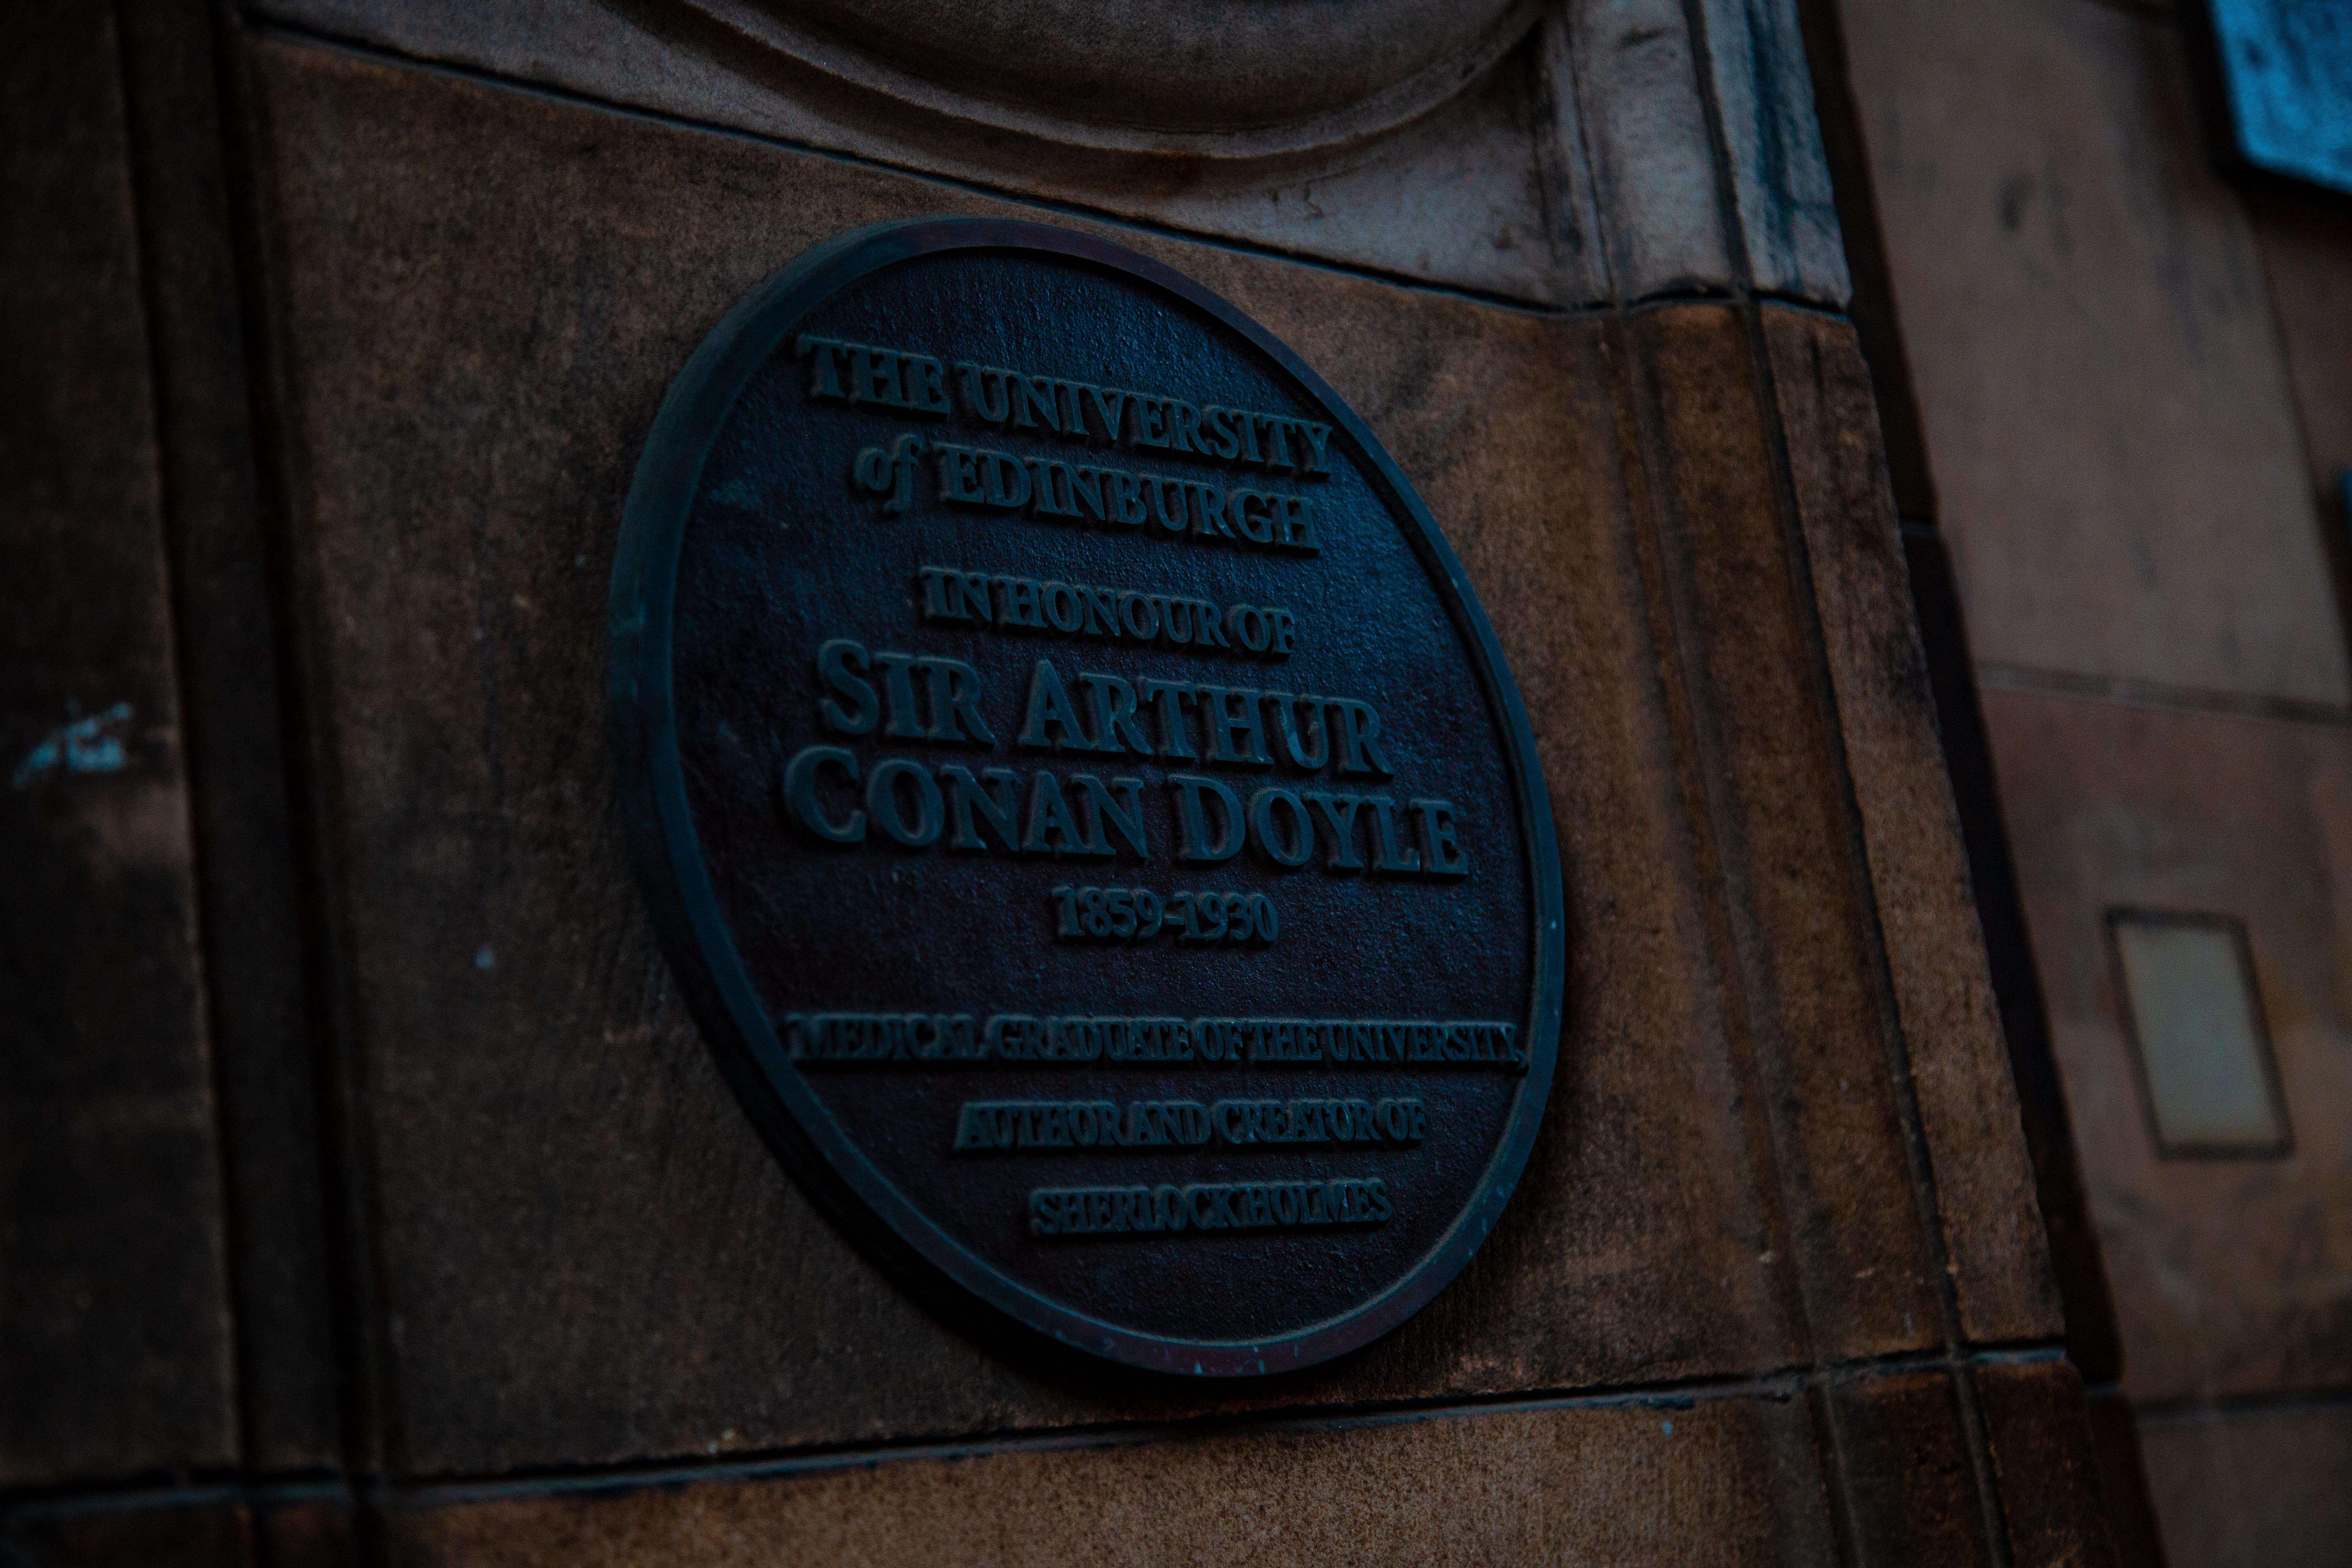 THE UNIVERSITY
of EDINBURGH
IN HONOUR OF
SIR ARTHUR
CONAN DOYLE
1859-1930
MEDICAL GRADUATE OF THE UNIVERSITY,
AUTHOR AND CREATOR OF
SHERLOCK HOLMES